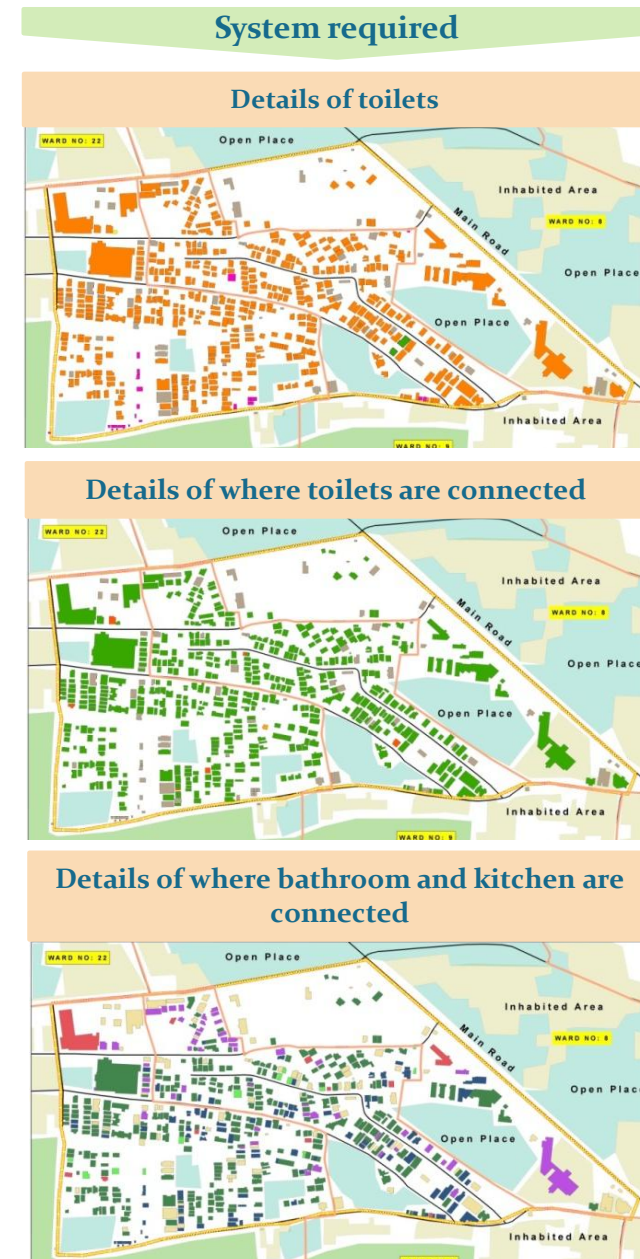 System required
Details of toilets
WARD NO: 22
Open Place
Inhabited Area
Main Road
WARD NO: 8
Open Place
Open Place
Inhabited Area
WARD NO: 9
Details of where toilets are connected
WARD NO: 22
Open Place
Inhabited Area
Main Road
WARD NO: 8
Open Place
Open Place
Inhabited Area
WARD NO: 9
Details of where bathroom and kitchen are
connected
WARD NO: 22
Open Place
Inhabited Area
Main Road
WARD NO: 8
Open Plac
Open Place
Inhabited Area